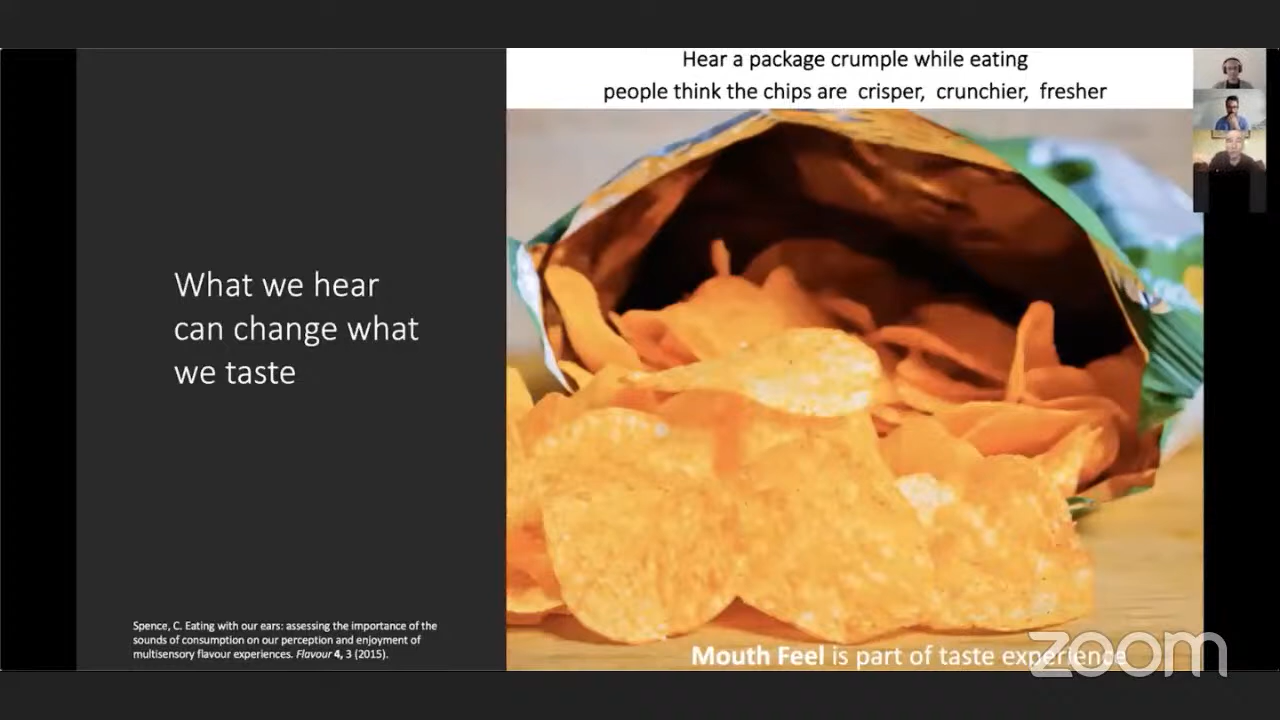 Hear a package crumple while eating
people think the chips are crisper, crunchier, fresher
What we hear
can change what
we taste
Spence, C. Eating with our ears: assessing the importance of the
sounds of consumption on our perception and enjoyment of
multisensory flavour experiences. Flavour 4, 3 (2015).
Mouth Feel is part of taste experience
zoom